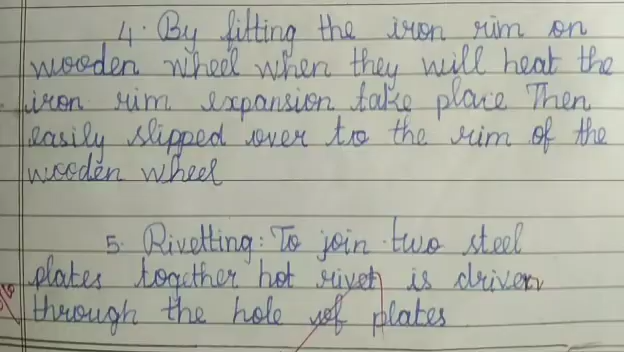 4. By fitting the iron rim on
wooden wheel when they will heat the
iron rim expansion take place Then
easily slipped over to the rim of the
wooden wheel
5. Rivetting: To join two steel
plates together hot rivet is driven
through the hole of plates